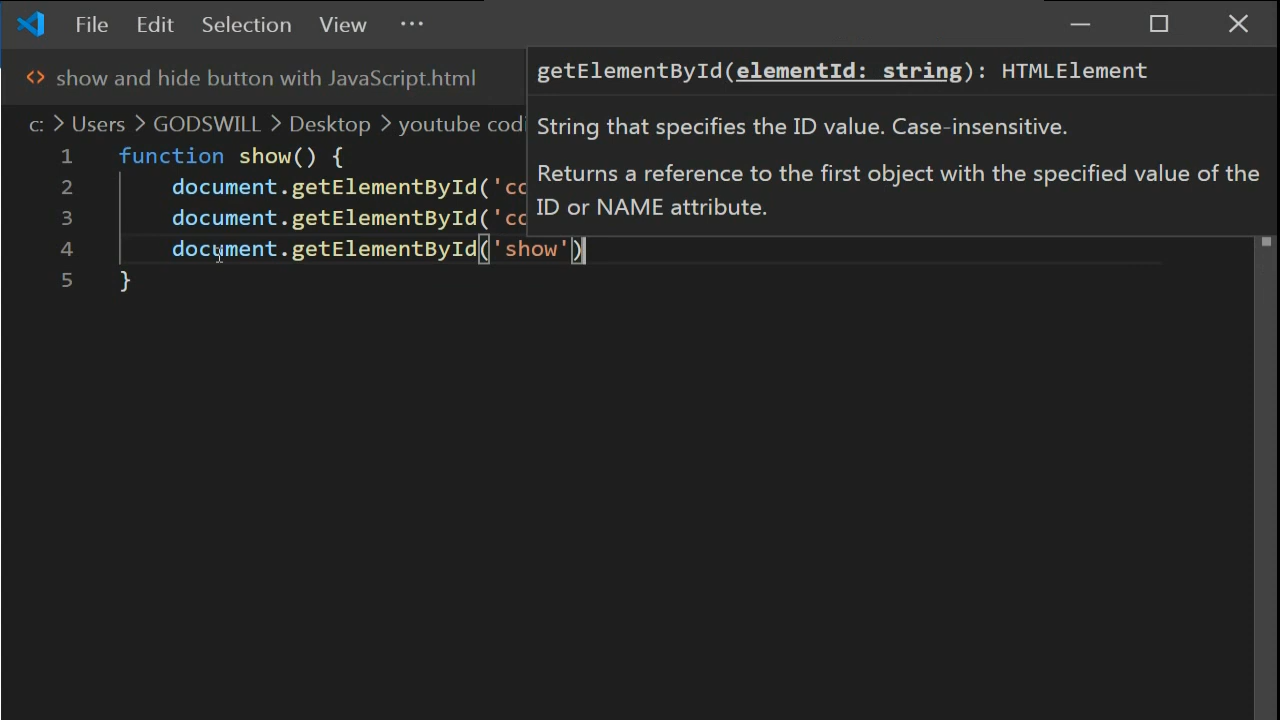 File Edit Selection View ···
<> show and hide button with JavaScript.html
c: > Users > GODSWILL > Desktop > youtube codi
getElementById(elementId: string): HTMLElement
String that specifies the ID value. Case-insensitive.
Returns a reference to the first object with the specified value of the
ID or NAME attribute.
1 function show() {
2 document.getElementById('co
3 document.getElementById('co
4 document.getElementById('show')
5 }